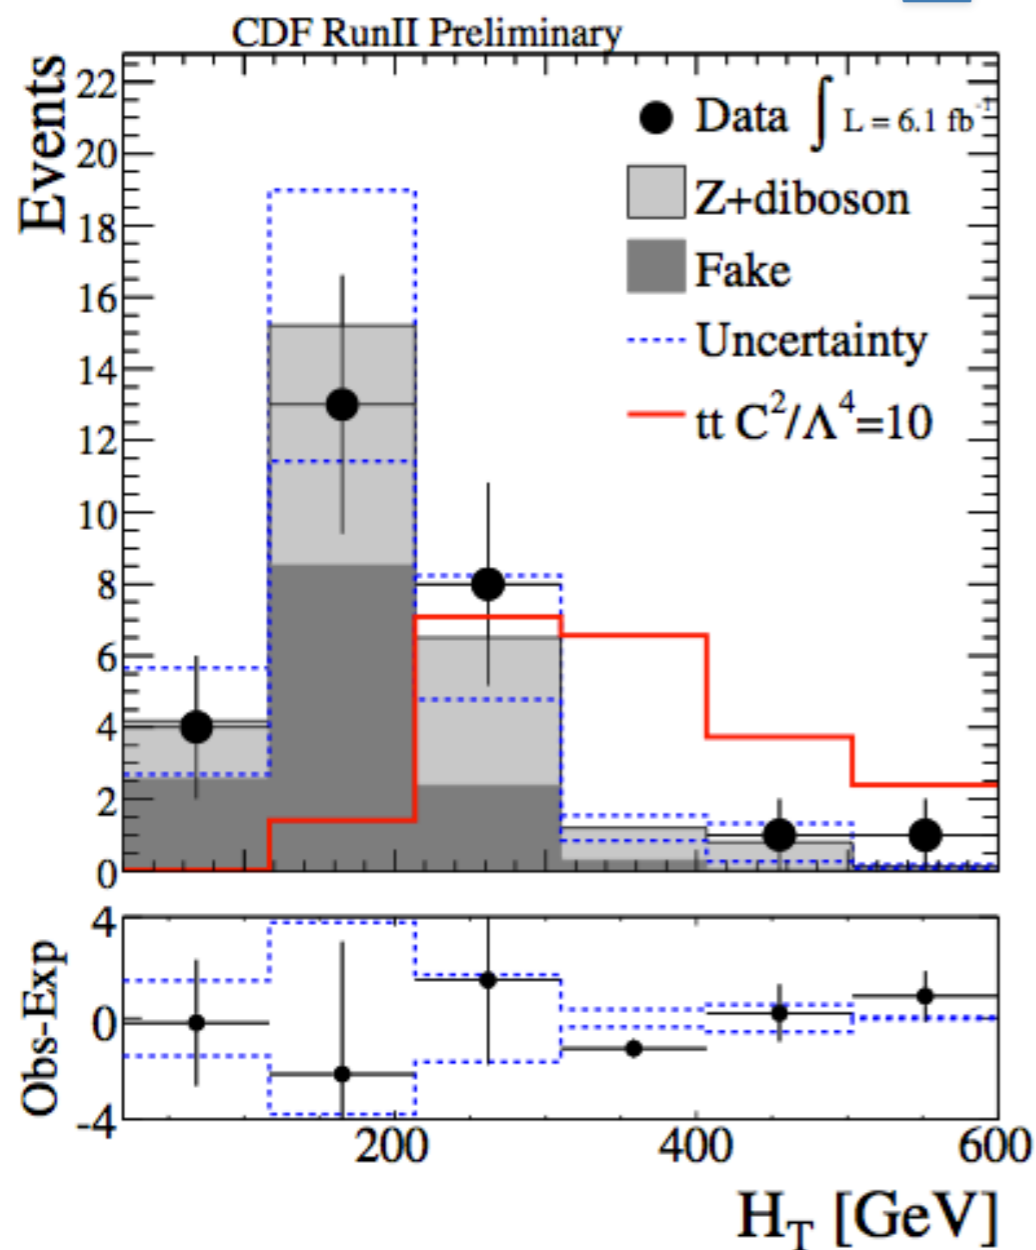 CDF RunII Preliminary
Events
22
20
18
16
14
12
10
8
6
4
2
0
Data ∫ L = 6.1 fb⁻¹
Z+diboson
Fake
Uncertainty
tt C²/Λ⁴=10
Obs-Exp
4
0
-4
200 400 600
H_T [GeV]